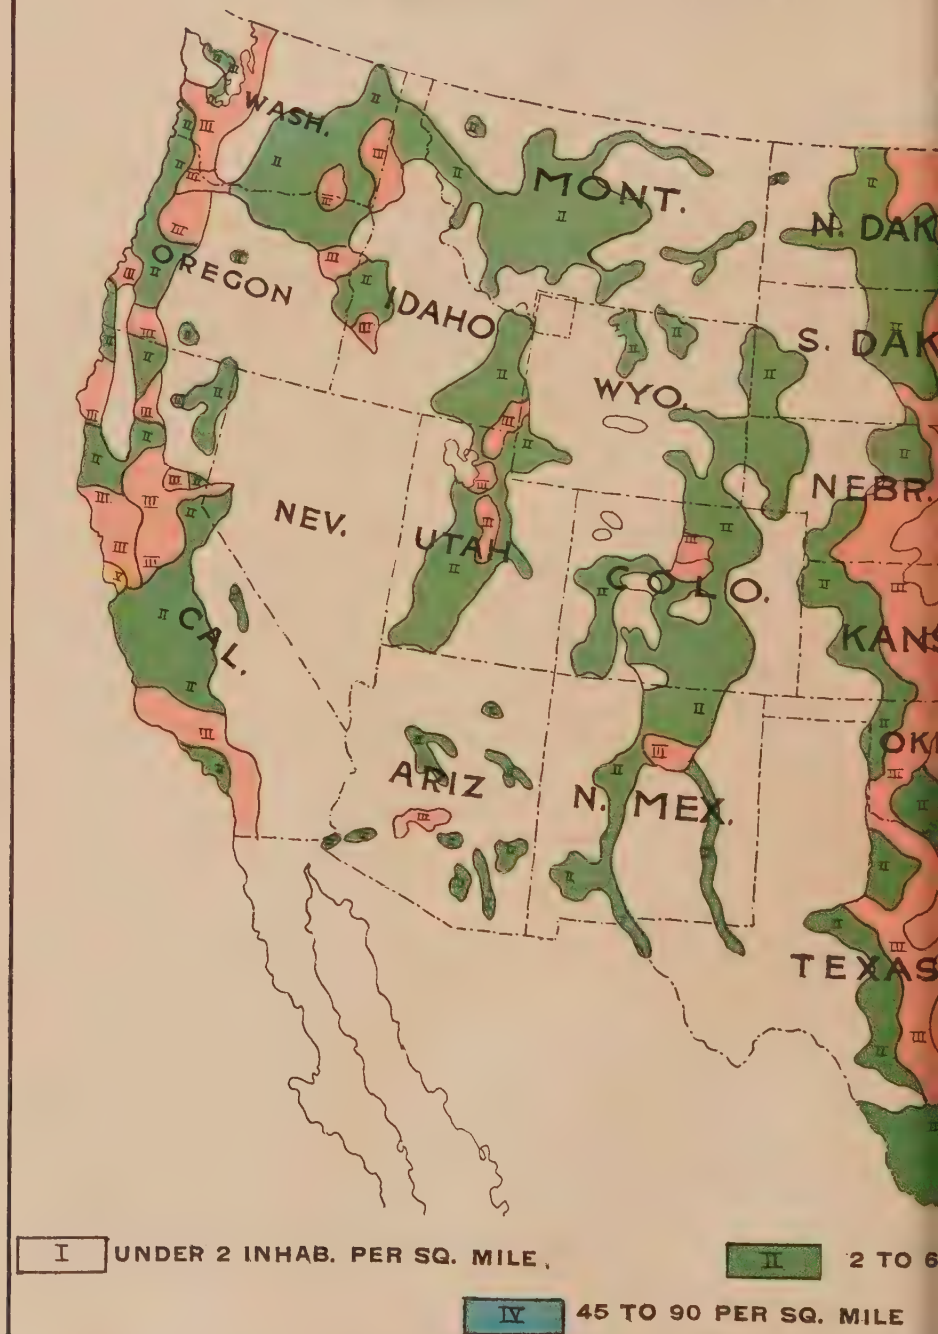 WASH.
MONT.
N. DAK
OREGON
IDAHO
S. DAK
WYO.
NEBR.
NEV.
UTAH
COLO.
CAL.
KANS
OK
ARIZ
N. MEX.
TEXAS
I UNDER 2 INHAB. PER SQ. MILE.
II 2 TO 6
IV 45 TO 90 PER SQ. MILE